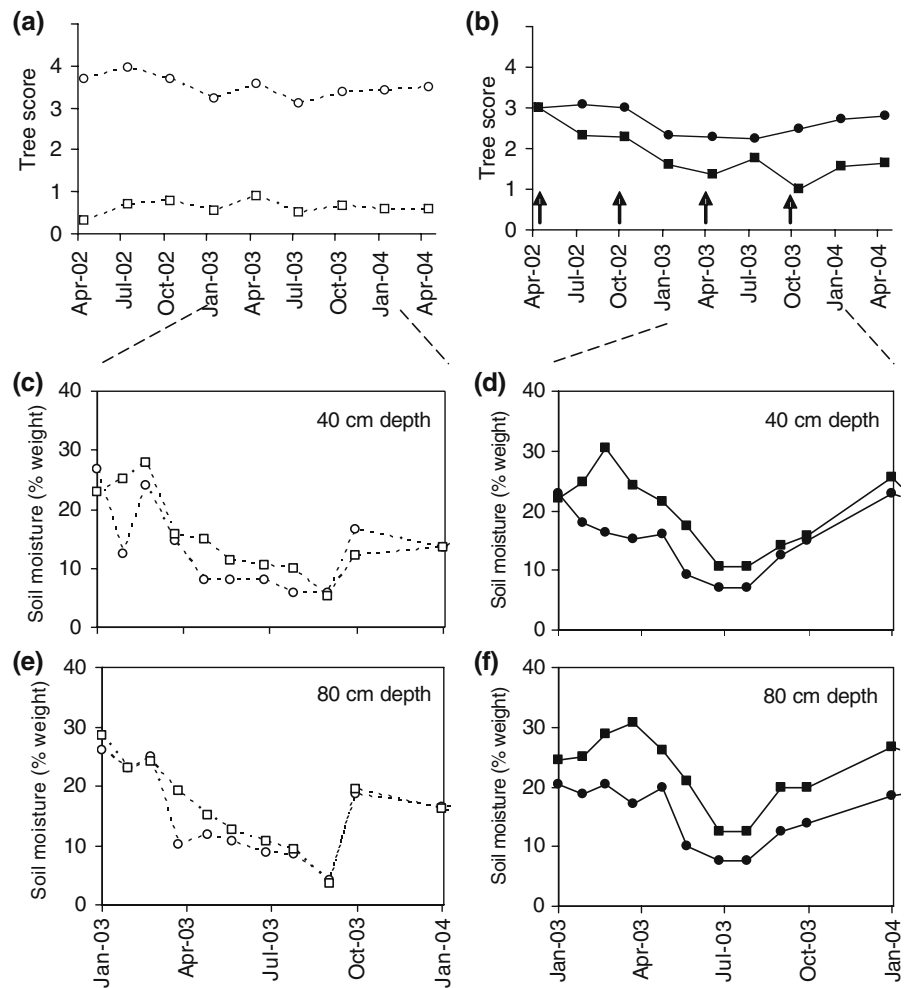 (a)
Tree score
4
3
2
1
0
Apr-02
Jul-02
Oct-02
Jan-03
Apr-03
Jul-03
Oct-03
Jan-04
Apr-04
(b)
Tree score
5
4
3
2
1
0
Apr-02
Jul-02
Oct-02
Jan-03
Apr-03
Jul-03
Oct-03
Jan-04
Apr-04
(c)
Soil moisture (% weight)
40
30
20
10
0
40 cm depth
(d)
Soil moisture (% weight)
40
30
20
10
0
40 cm depth
(e)
Soil moisture (% weight)
40
30
20
10
0
80 cm depth
Jan-03
Apr-03
Jul-03
Oct-03
Jan-04
(f)
Soil moisture (% weight)
40
30
20
10
0
80 cm depth
Jan-03
Apr-03
Jul-03
Oct-03
Jan-04